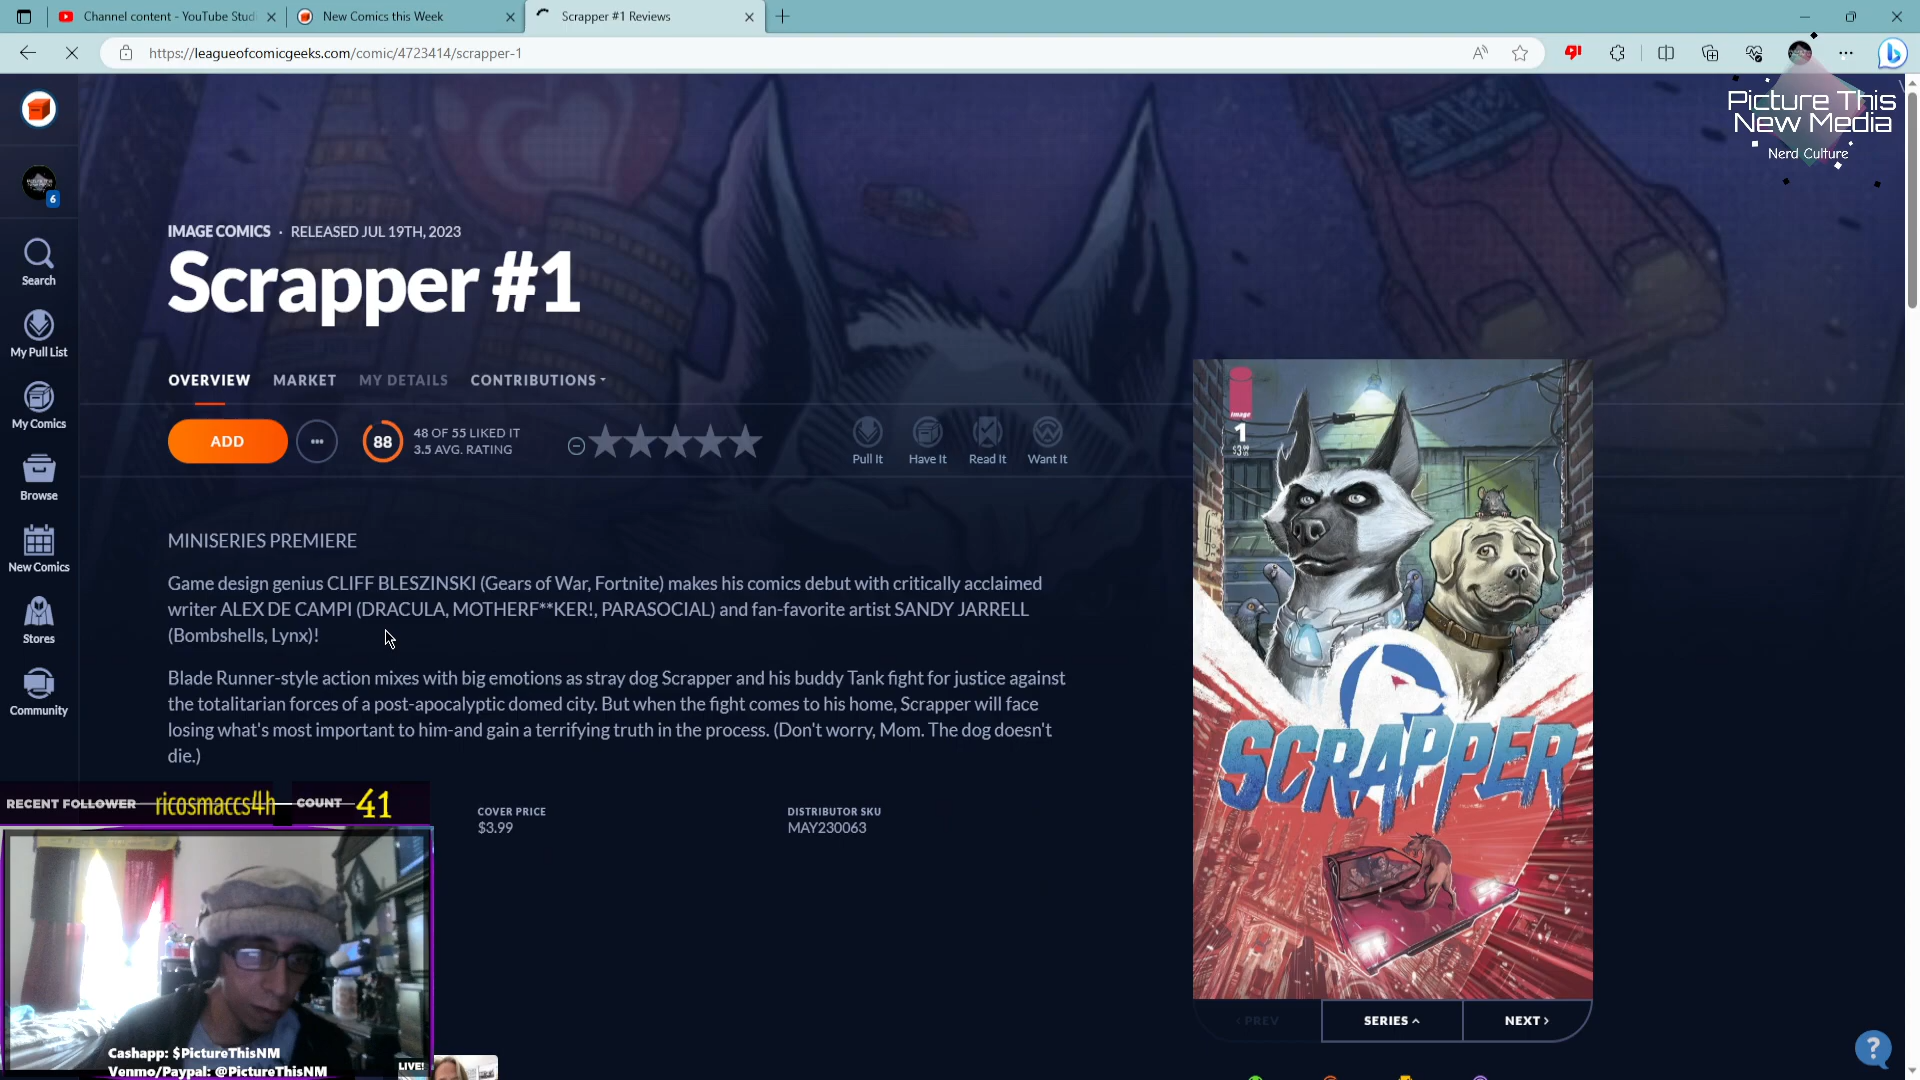 Channel content - YouTube Stud
New Comics this Week
Scrapper #1 Reviews
https://leagueofcomicgeeks.com/comic/4723414/scrapper-1
Picture This
New Media
Nerd Culture
6
Search
My Pull List
My Comics
Browse
New Comics
Stores
Community
IMAGE COMICS · RELEASED JUL 19TH, 2023
Scrapper #1
OVERVIEW
MARKET
MY DETAILS
CONTRIBUTIONS
ADD
88
48 OF 55 LIKED IT
3.5 AVG. RATING
Pull It
Have It
Read It
Want It
MINISERIES PREMIERE
Game design genius CLIFF BLESZINSKI (Gears of War, Fortnite) makes his comics debut with critically acclaimed
writer ALEX DE CAMPI (DRACULA, MOTHERF**KER!, PARASOCIAL) and fan-favorite artist SANDY JARRELL
(Bombshells, Lynx)!
Blade Runner-style action mixes with big emotions as stray dog Scrapper and his buddy Tank fight for justice against
the totalitarian forces of a post-apocalyptic domed city. But when the fight comes to his home, Scrapper will face
losing what's most important to him-and gain a terrifying truth in the process. (Don't worry, Mom. The dog doesn't
die.)
COVER PRICE
$3.99
DISTRIBUTOR SKU
MAY230063
image
1
$3.99
SCRAPPER
‹ PREV
SERIES
NEXT ›
RECENT FOLLOWER
ricosmaccs4h
COUNT
41
Cashapp: $PictureThisNM
Venmo/Paypal: @PictureThisNM
LIVE!
?